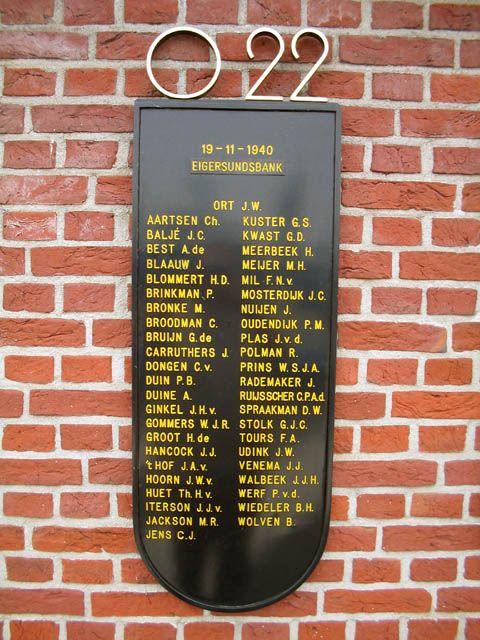 O 22
19-11-1940
EIGERSUNDSBANK
ORT J.W.
AARTSEN Ch.
BALJÉ J.C.
BEST A.de
BLAAUW J.
BLOMMERT H.D.
BRINKMAN P.
BRONKE M.
BROODMAN C.
BRUIJN G.de
CARRUTHERS J.
DONGEN C.v.
DUIN P.B.
DUINE A.
GINKEL J.H.v.
GOMMERS W.J.R.
GROOT H.de
HANCOCK J.J.
'tHOF J.A.v.
HOORN J.W.v.
HUET Th.H.v.
ITERSON J.J.v.
JACKSON M.R.
JENS C.J.
KUSTER G.S.
KWAST G.D.
MEERBEEK H.
MEIJER M.H.
MIL F.N.v.
MOSTERDIJK J.C.
NUIJEN J.
OUDENDIJK P.M.
PLAS J.v.d.
POLMAN R.
PRINS W.S.J.A.
RADEMAKER J.
RUIJSSCHER C.P.A.d.
SPRAAKMAN D.W.
STOLK G.J.C.
TOURS F.A.
UDINK J.W.
VENEMA J.J.
WALBEEK J.J.H.
WERF P.v.d.
WIEDELER B.H.
WOLVEN B.